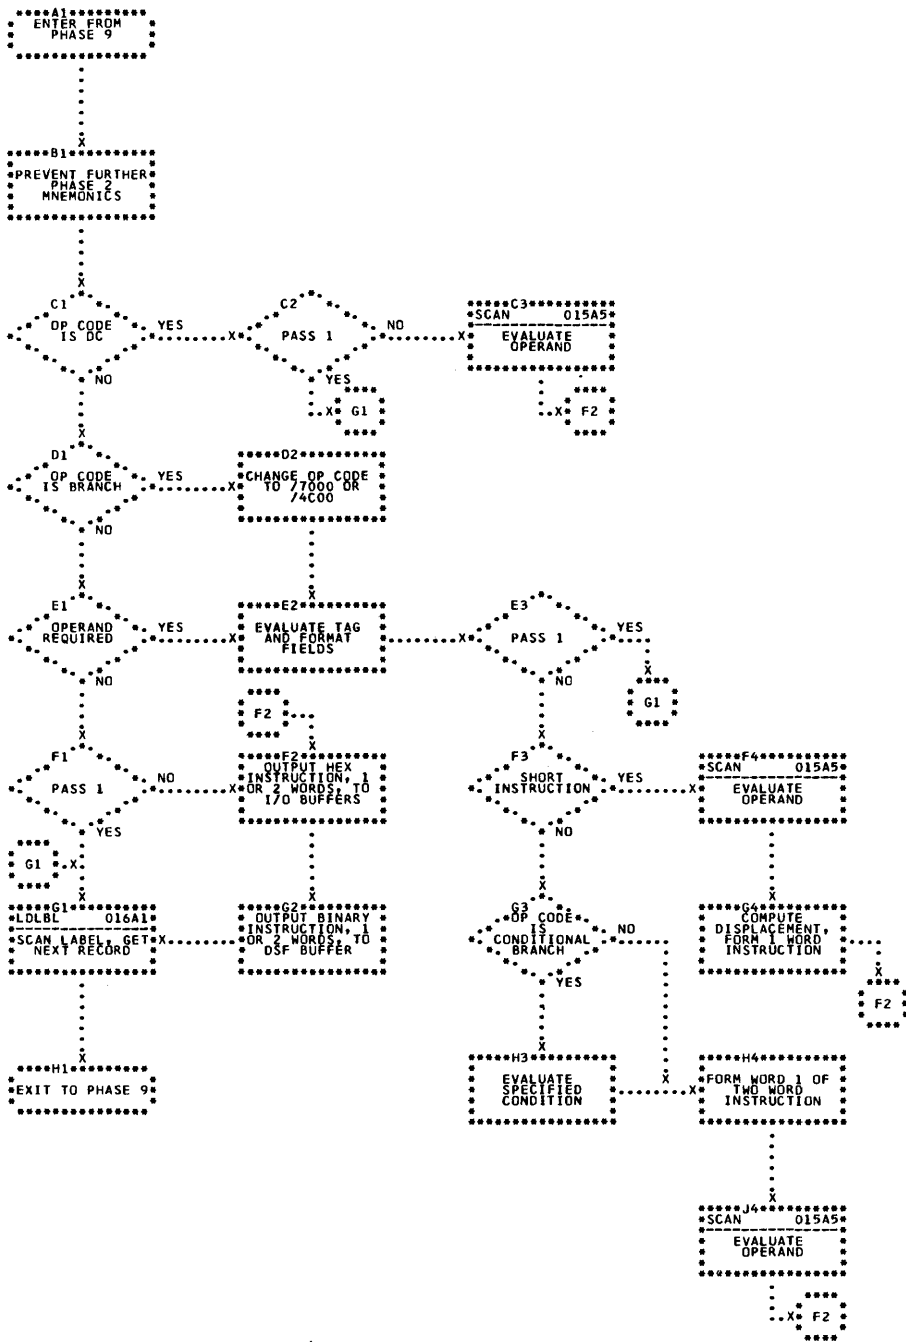 A1
ENTER FROM
PHASE 9
B1
PREVENT FURTHER
PHASE 2
MNEMONICS
C1
OP CODE
IS DC
YES
NO
C2
PASS 1
NO
YES
G1
C3
SCAN 015A5
EVALUATE
OPERAND
F2
D1
OP CODE
IS BRANCH
YES
NO
D2
CHANGE OP CODE
TO /7000 OR
/4C00
E1
OPERAND
REQUIRED
YES
NO
E2
EVALUATE TAG
AND FORMAT
FIELDS
E3
PASS 1
YES
NO
G1
F2
F1
PASS 1
NO
YES
F2
OUTPUT HEX
INSTRUCTION, 1
OR 2 WORDS, TO
I/O BUFFERS
F3
SHORT
INSTRUCTION
YES
NO
F4
SCAN 015A5
EVALUATE
OPERAND
G1
G1
LDLBL 016A1
SCAN LABEL, GET
NEXT RECORD
G2
OUTPUT BINARY
INSTRUCTION, 1
OR 2 WORDS, TO
DSF BUFFER
G3
OP CODE
IS
CONDITIONAL
BRANCH
NO
YES
G4
COMPUTE
DISPLACEMENT,
FORM 1 WORD
INSTRUCTION
F2
H1
EXIT TO PHASE 9
H3
EVALUATE
SPECIFIED
CONDITION
H4
FORM WORD 1 OF
TWO WORD
INSTRUCTION
J4
SCAN 015A5
EVALUATE
OPERAND
F2